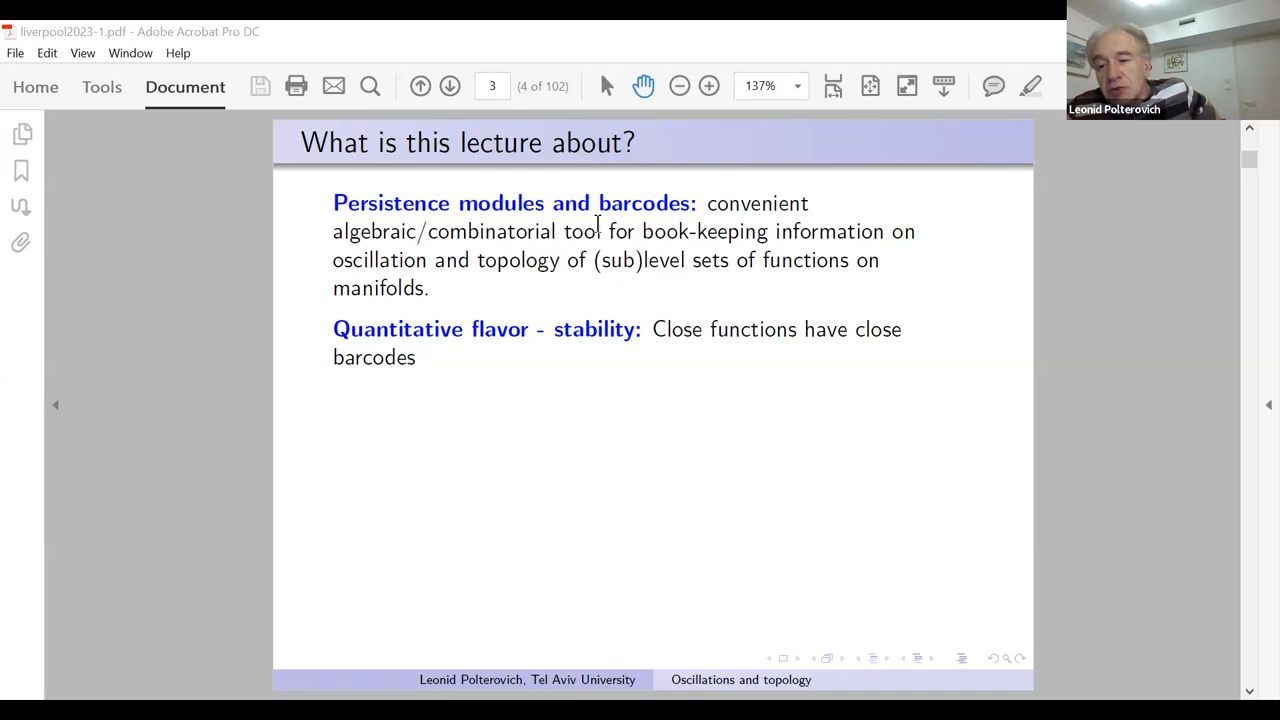 liverpool2023-1.pdf - Adobe Acrobat Pro DC
File Edit View Window Help
Home Tools Document 3 (4 of 102) 137%
Leonid Polterovich
What is this lecture about?
Persistence modules and barcodes: convenient
algebraic/combinatorial tool for book-keeping information on
oscillation and topology of (sub)level sets of functions on
manifolds.
Quantitative flavor - stability: Close functions have close
barcodes
Leonid Polterovich, Tel Aviv University Oscillations and topology